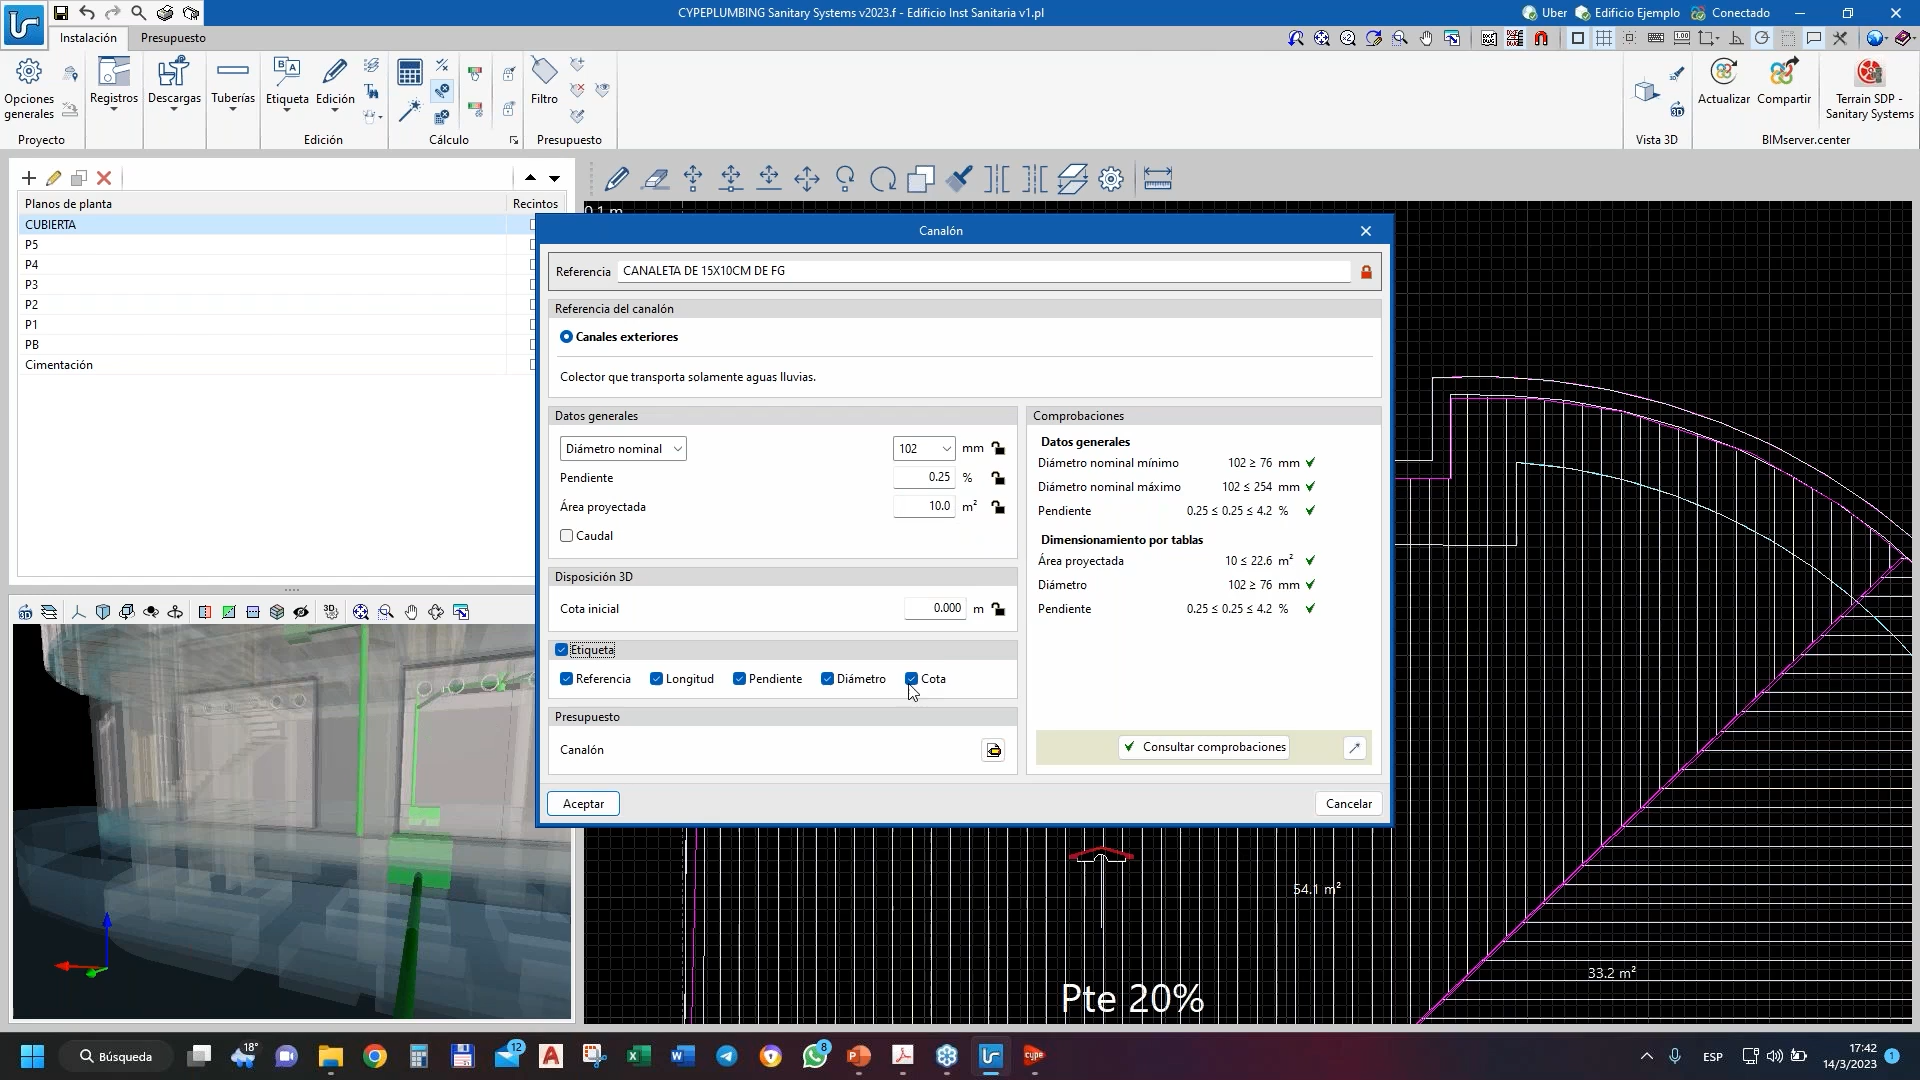 CYPEPLUMBING Sanitary Systems v2023.f - Edificio Inst Sanitaria v1.pl
Uber
Edificio Ejemplo
Conectado
Instalación
Presupuesto
Opciones generales
Registros
Descargas
Tuberías
Etiqueta
Edición
Filtro
Actualizar
Compartir
Terrain SDP - Sanitary Systems
Proyecto
Edición
Cálculo
Presupuesto
Vista 3D
BIMserver.center
Planos de planta
Recintos
CUBIERTA
P5
P4
P3
P2
P1
PB
Cimentación
Canalón
Referencia
CANALETA DE 15X10CM DE FG
Referencia del canalón
Canales exteriores
Colector que transporta solamente aguas lluvias.
Datos generales
Diámetro nominal
102
mm
Pendiente
0.25
%
Área proyectada
10.0
m²
Caudal
Disposición 3D
Cota inicial
0.000
m
Etiqueta
Referencia
Longitud
Pendiente
Diámetro
Cota
Presupuesto
Canalón
Comprobaciones
Datos generales
Diámetro nominal mínimo 102 ≥ 76 mm
Diámetro nominal máximo 102 ≤ 254 mm
Pendiente 0.25 ≤ 0.25 ≤ 4.2 %
Dimensionamiento por tablas
Área proyectada 10 ≤ 22.6 m²
Diámetro 102 ≥ 76 mm
Pendiente 0.25 ≤ 0.25 ≤ 4.2 %
Consultar comprobaciones
Aceptar
Cancelar
54.1 m²
33.2 m²
Pte 20%
Búsqueda
18°
12
8
ESP
17:42
14/3/2023
1